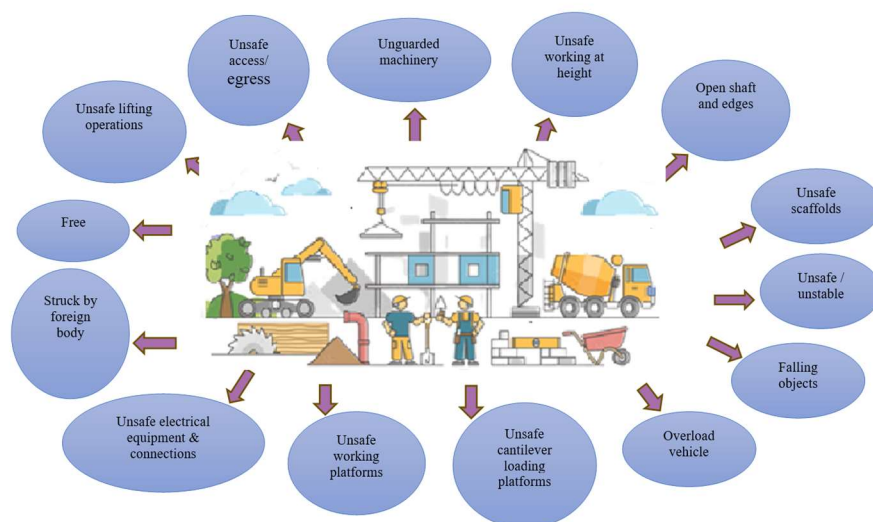 Unsafe
access/
egress
Unguarded
machinery
Unsafe
working at
height
Open shaft
and edges
Unsafe lifting
operations
Unsafe
scaffolds
Free
Unsafe /
unstable
Struck by
foreign
body
Falling
objects
Unsafe electrical
equipment &
connections
Unsafe
working
platforms
Unsafe
cantilever
loading
platforms
Overload
vehicle